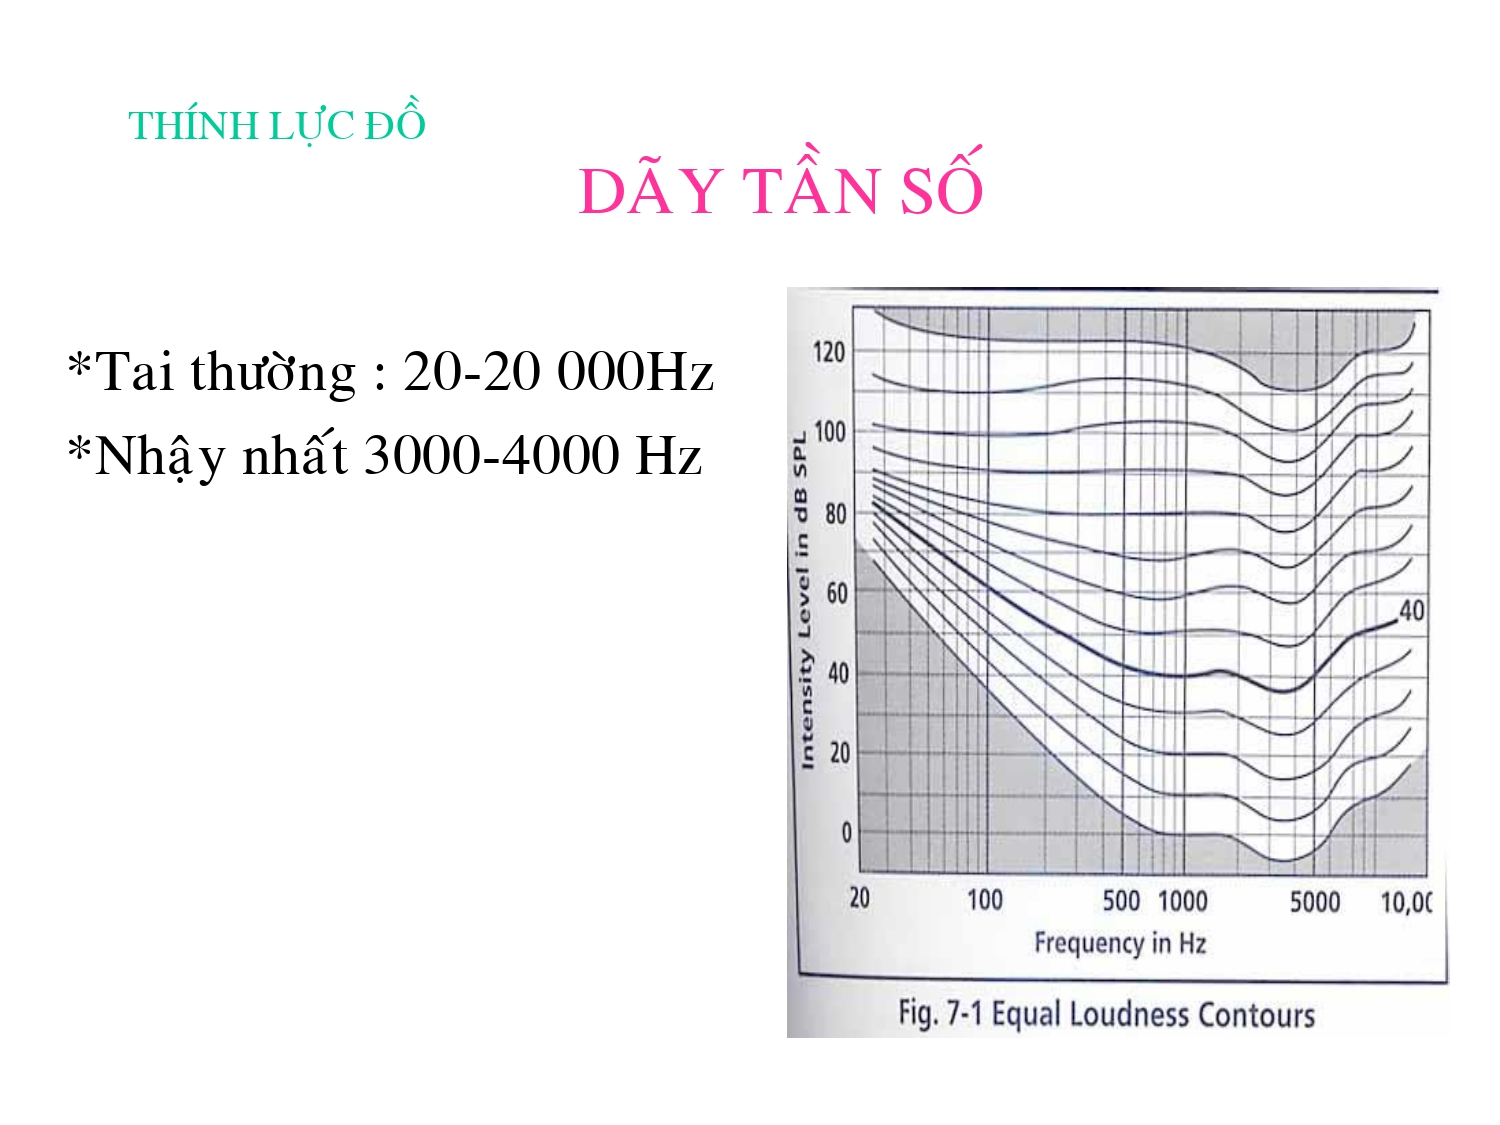 THÍNH LỰC ĐỒ
DÃY TẦN SỐ
*Tai thường : 20-20 000Hz
*Nhậy nhất 3000-4000 Hz
Intensity Level in dB SPL
120
100
80
60
40
20
0
40
20 100 500 1000 5000 10,00
Frequency in Hz
Fig. 7-1 Equal Loudness Contours